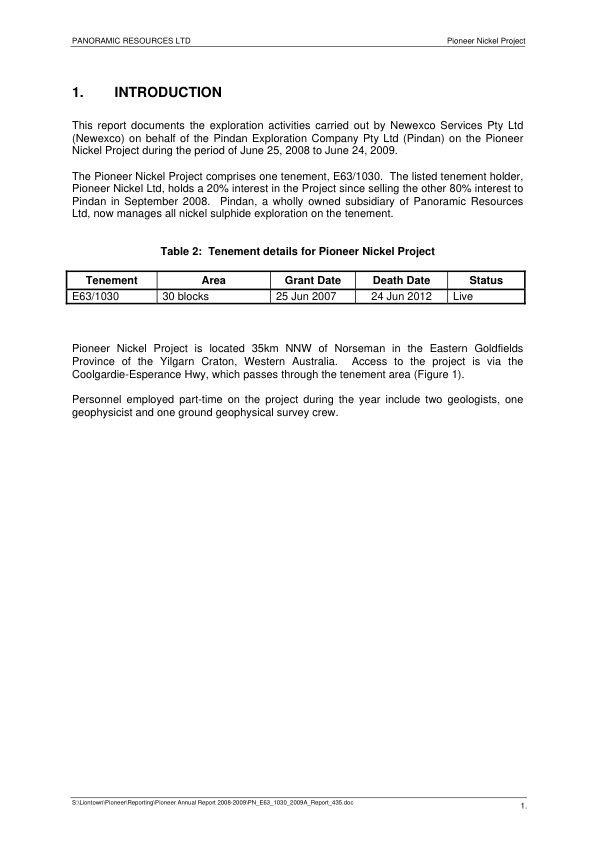 PANORAMIC RESOURCES LTD Pioneer Nickel Project
1. INTRODUCTION
This report documents the exploration activities carried out by Newexco Services Pty Ltd
(Newexco) on behalf of the Pindan Exploration Company Pty Ltd (Pindan) on the Pioneer
Nickel Project during the period of June 25, 2008 to June 24, 2009.
The Pioneer Nickel Project comprises one tenement, E63/1030. The listed tenement holder,
Pioneer Nickel Ltd, holds a 20% interest in the Project since selling the other 80% interest to
Pindan in September 2008. Pindan, a wholly owned subsidiary of Panoramic Resources
Ltd, now manages all nickel sulphide exploration on the tenement.
Table 2: Tenement details for Pioneer Nickel Project
Tenement Area Grant Date Death Date Status
E63/1030 30 blocks 25 Jun 2007 24 Jun 2012 Live
Pioneer Nickel Project is located 35km NNW of Norseman in the Eastern Goldfields
Province of the Yilgarn Craton, Western Australia. Access to the project is via the
Coolgardie-Esperance Hwy, which passes through the tenement area (Figure 1).
Personnel employed part-time on the project during the year include two geologists, one
geophysicist and one ground geophysical survey crew.
S:\Liontown\Pioneer\Reporting\Pioneer Annual Report 2008-2009\PN_E63_1030_2009A_Report_435.doc 1.